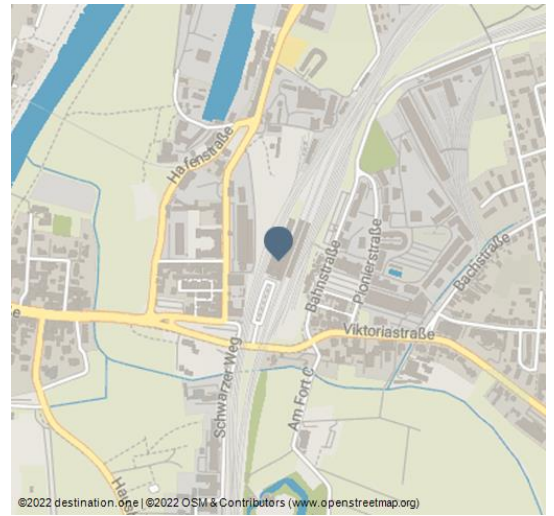 Hafenstraße
Bahnstraße
Pionierstraße
Bachstraße
Viktoriastraße
Schwarzer Weg
Am Fort C
©2022 destination.one | ©2022 OSM & Contributors (www.openstreetmap.org)